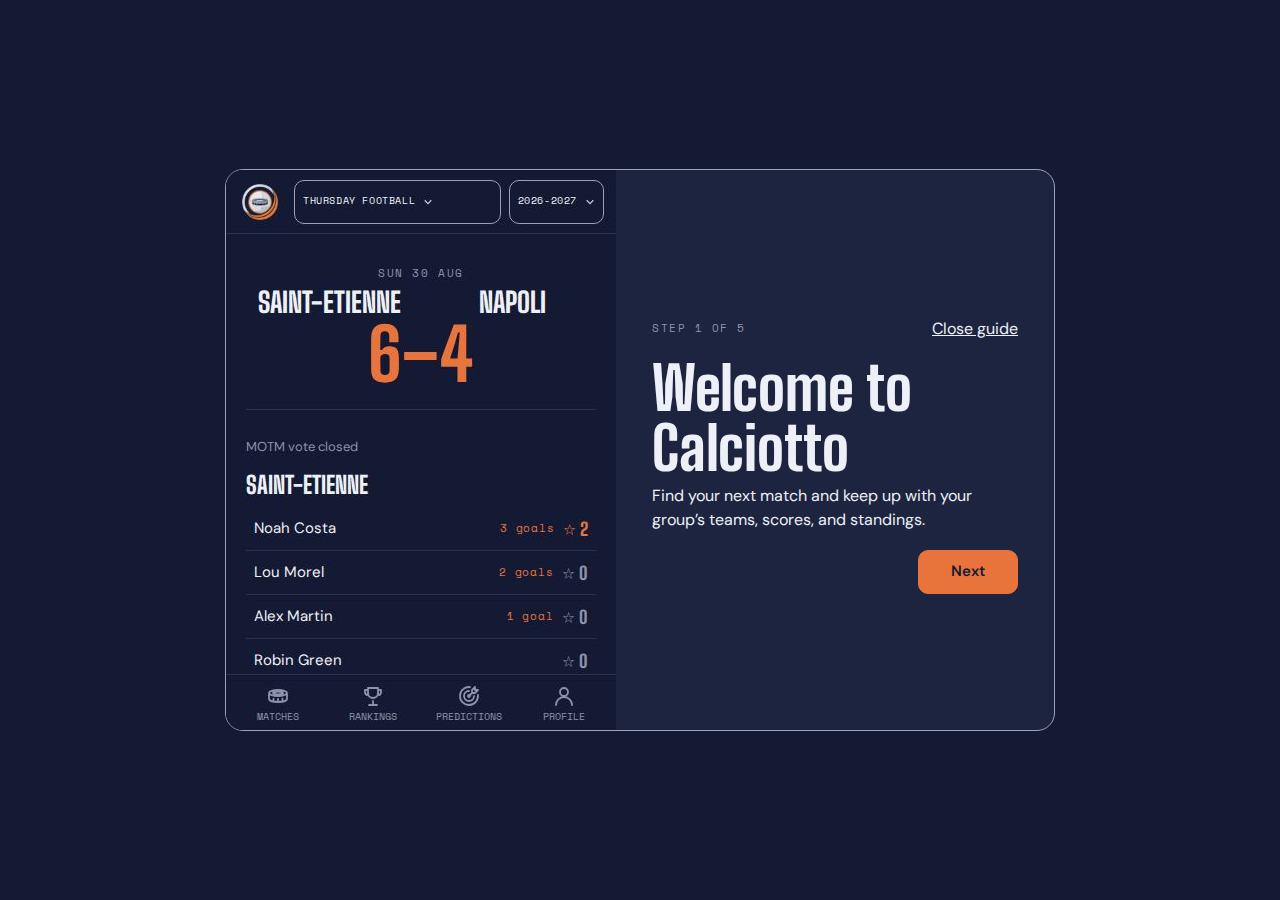 THURSDAY FOOTBALL
2026-2027
SUN 30 AUG
SAINT-ETIENNE NAPOLI
6–4
MOTM vote closed
SAINT-ETIENNE
Noah Costa 3 goals ☆ 2
Lou Morel 2 goals ☆ 0
Alex Martin 1 goal ☆ 0
Robin Green ☆ 0
MATCHES
RANKINGS
PREDICTIONS
PROFILE
STEP 1 OF 5
Close guide
Welcome to
Calciotto
Find your next match and keep up with your
group's teams, scores, and standings.
Next